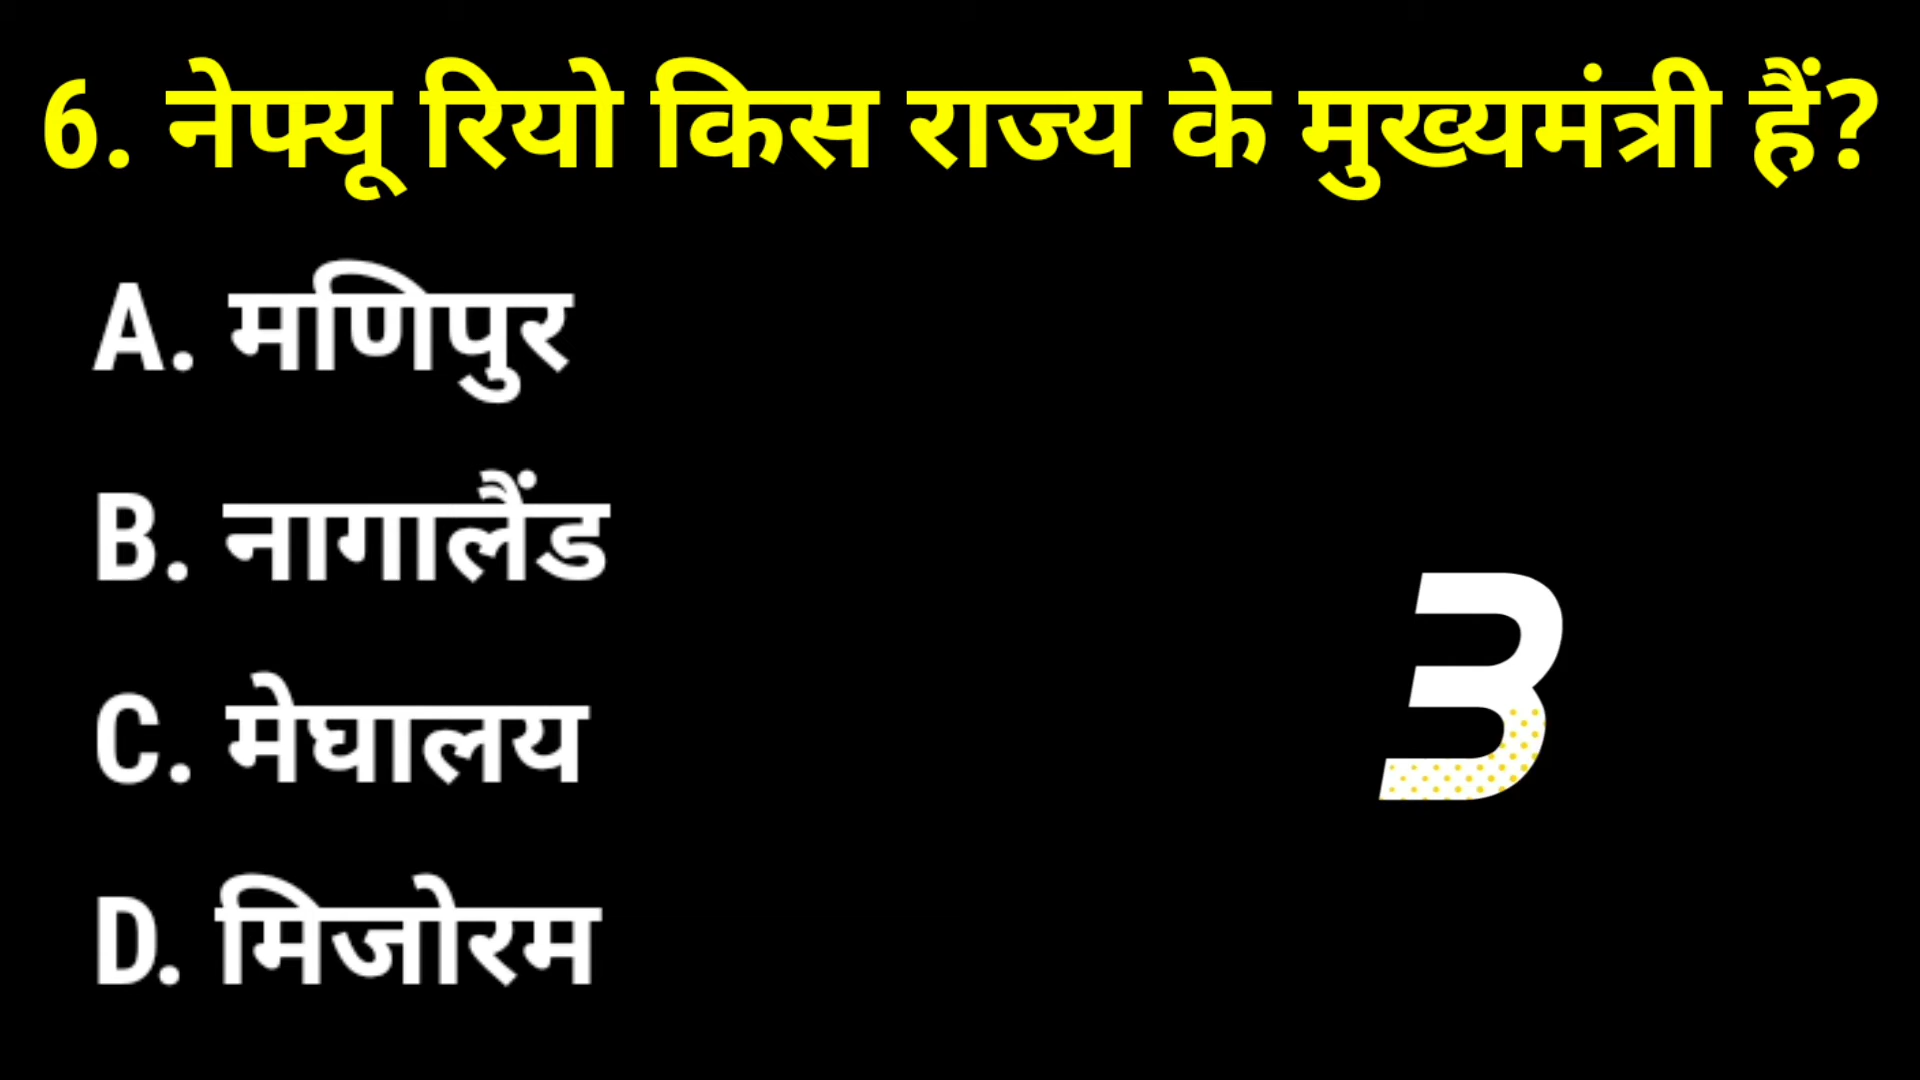 6. नेफ्यू रियो किस राज्य के मुख्यमंत्री हैं?
A. मणिपुर
B. नागालैंड
3
C. मेघालय
D. मिजोरम